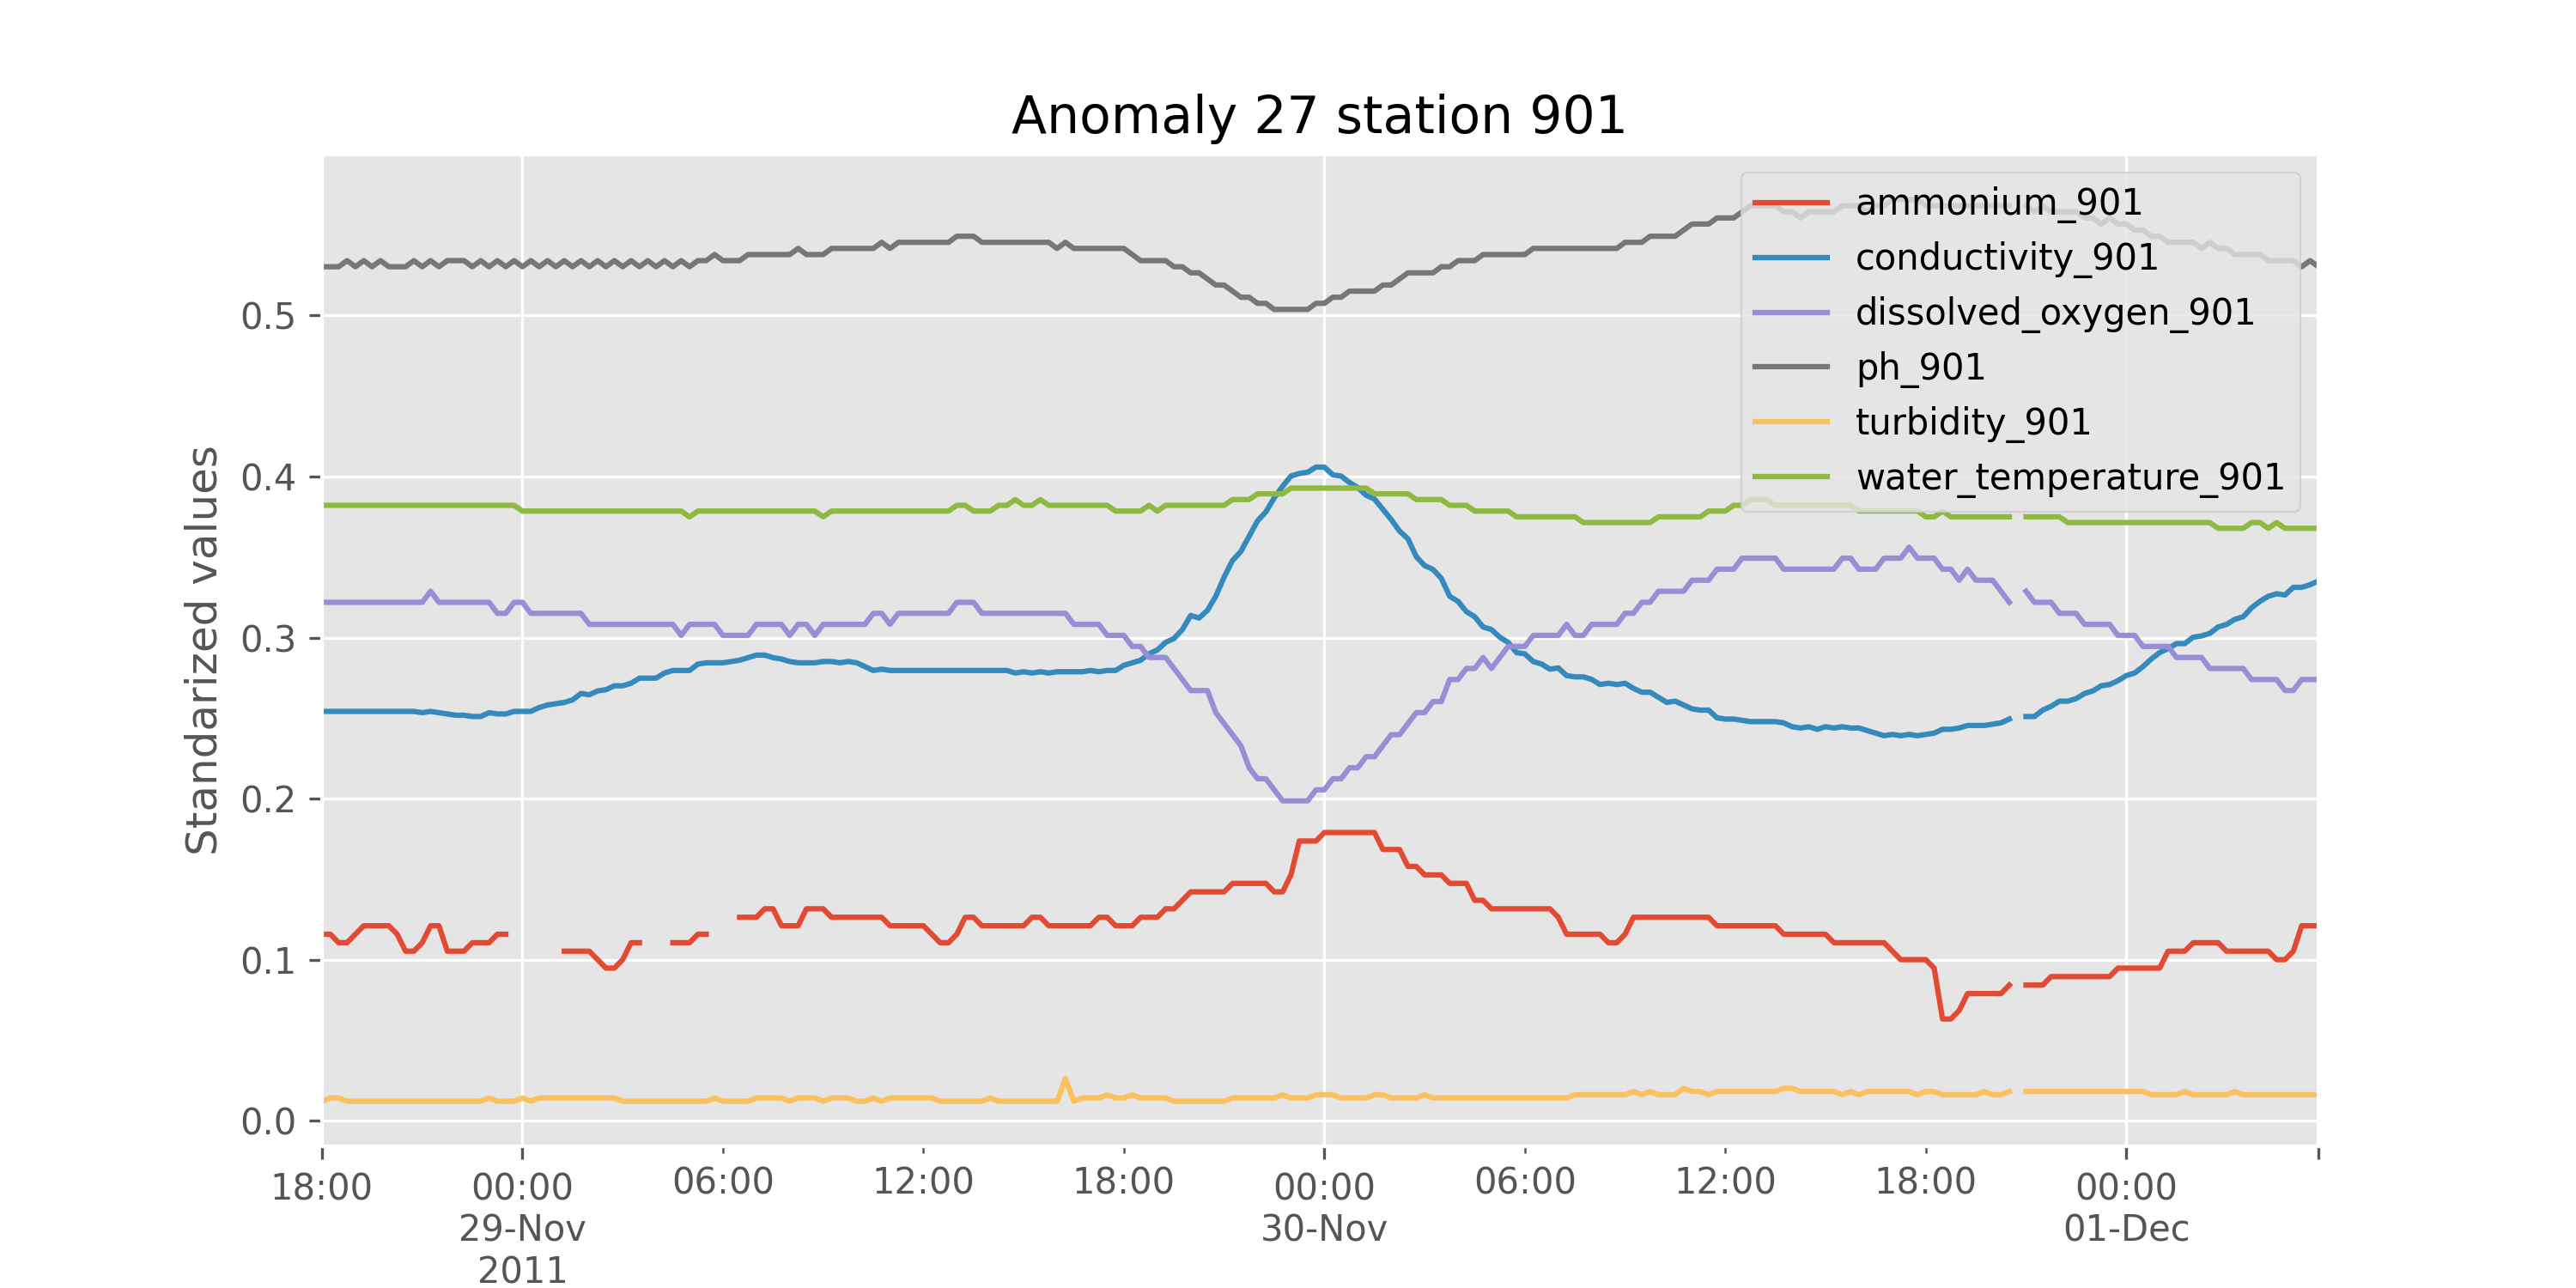 Anomaly 27 station 901
ammonium_901
conductivity_901
dissolved_oxygen_901
ph_901
turbidity_901
water_temperature_901
Standarized values
0.5
0.4
0.3
0.2
0.1
0.0
18:00 00:00 06:00 12:00 18:00 00:00 06:00 12:00 18:00 00:00
29-Nov 30-Nov 01-Dec
2011